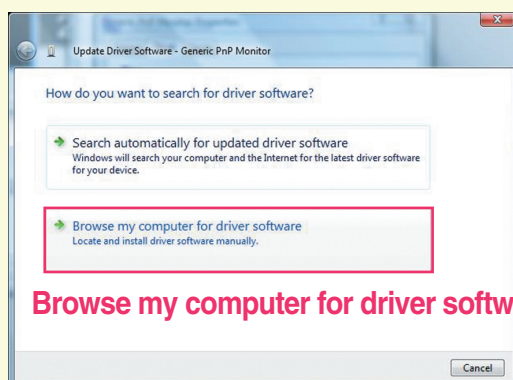 Update Driver Software - Generic PnP Monitor
How do you want to search for driver software?
Search automatically for updated driver software
Windows will search your computer and the Internet for the latest driver software
for your device.
Browse my computer for driver software
Locate and install driver software manually.
Browse my computer for driver softw
Cancel